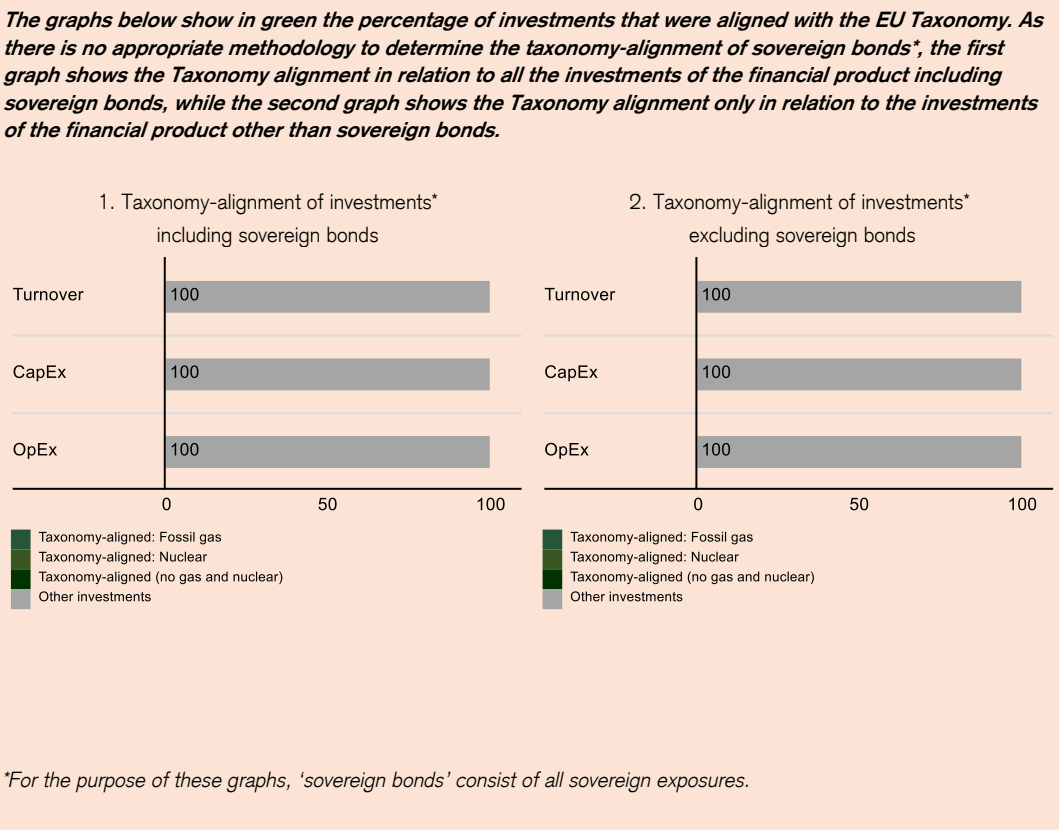 The graphs below show in green the percentage of investments that were aligned with the EU Taxonomy. As
there is no appropriate methodology to determine the taxonomy-alignment of sovereign bonds*, the first
graph shows the Taxonomy alignment in relation to all the investments of the financial product including
sovereign bonds, while the second graph shows the Taxonomy alignment only in relation to the investments
of the financial product other than sovereign bonds.
1. Taxonomy-alignment of investments*
including sovereign bonds
Turnover
100
CapEx
100
OpEx
100
0 50 100
Taxonomy-aligned: Fossil gas
Taxonomy-aligned: Nuclear
Taxonomy-aligned (no gas and nuclear)
Other investments
2. Taxonomy-alignment of investments*
excluding sovereign bonds
Turnover
100
CapEx
100
OpEx
100
0 50 100
Taxonomy-aligned: Fossil gas
Taxonomy-aligned: Nuclear
Taxonomy-aligned (no gas and nuclear)
Other investments
*For the purpose of these graphs, ‘sovereign bonds’ consist of all sovereign exposures.